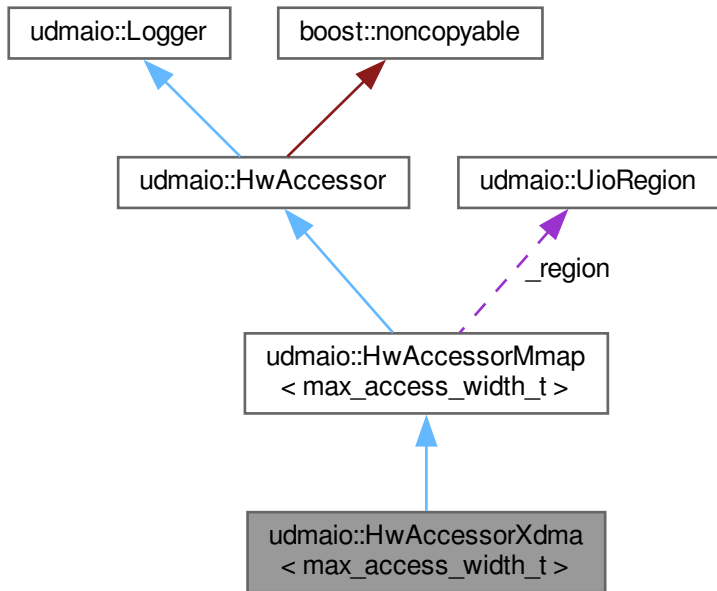 udmaio::Logger
boost::noncopyable
udmaio::HwAccessor
udmaio::UioRegion
_region
udmaio::HwAccessorMmap
< max_access_width_t >
udmaio::HwAccessorXdma
< max_access_width_t >